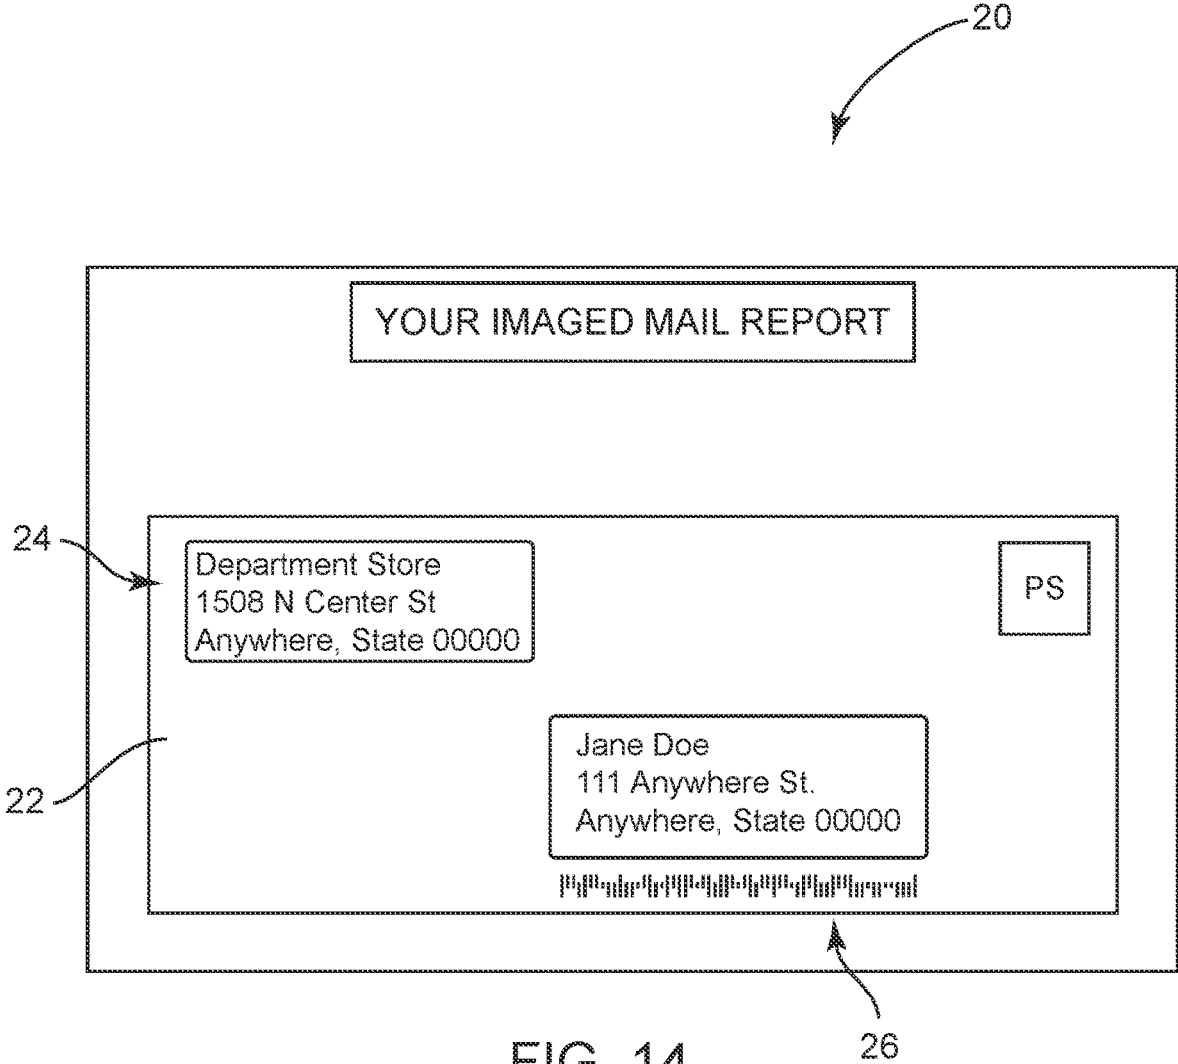 20
YOUR IMAGED MAIL REPORT
24
Department Store
1508 N Center St
Anywhere, State 00000
PS
22
Jane Doe
111 Anywhere St.
Anywhere, State 00000
26
FIG. 14